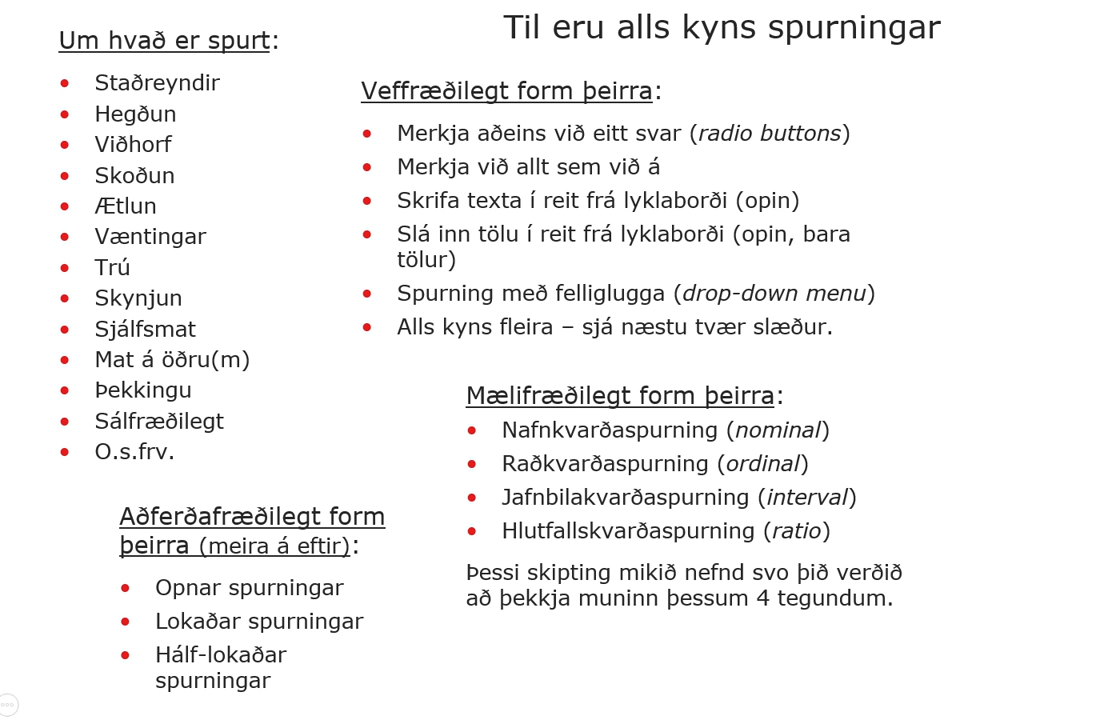 Til eru alls kyns spurningar
Um hvað er spurt:
Staðreyndir
Hegðun
Viðhorf
Skoðun
Ætlun
Væntingar
Trú
Skynjun
Sjálfsmat
Mat á öðru(m)
Þekkingu
Sálfræðilegt
O.s.frv.
Veffræðilegt form þeirra:
Merkja aðeins við eitt svar (radio buttons)
Merkja við allt sem við á
Skrifa texta í reit frá lyklaborði (opin)
Slá inn tölu í reit frá lyklaborði (opin, bara
tölur)
Spurning með felliglugga (drop-down menu)
Alls kyns fleira – sjá næstu tvær slæður.
Mælifræðilegt form þeirra:
Nafnkvarðaspurning (nominal)
Raðkvarðaspurning (ordinal)
Jafnbilakvarðaspurning (interval)
Hlutfallskvarðaspurning (ratio)
Þessi skipting mikið nefnd svo þið verðið
að þekkja muninn þessum 4 tegundum.
Aðferðafræðilegt form
þeirra (meira á eftir):
Opnar spurningar
Lokaðar spurningar
Hálf-lokaðar
spurningar